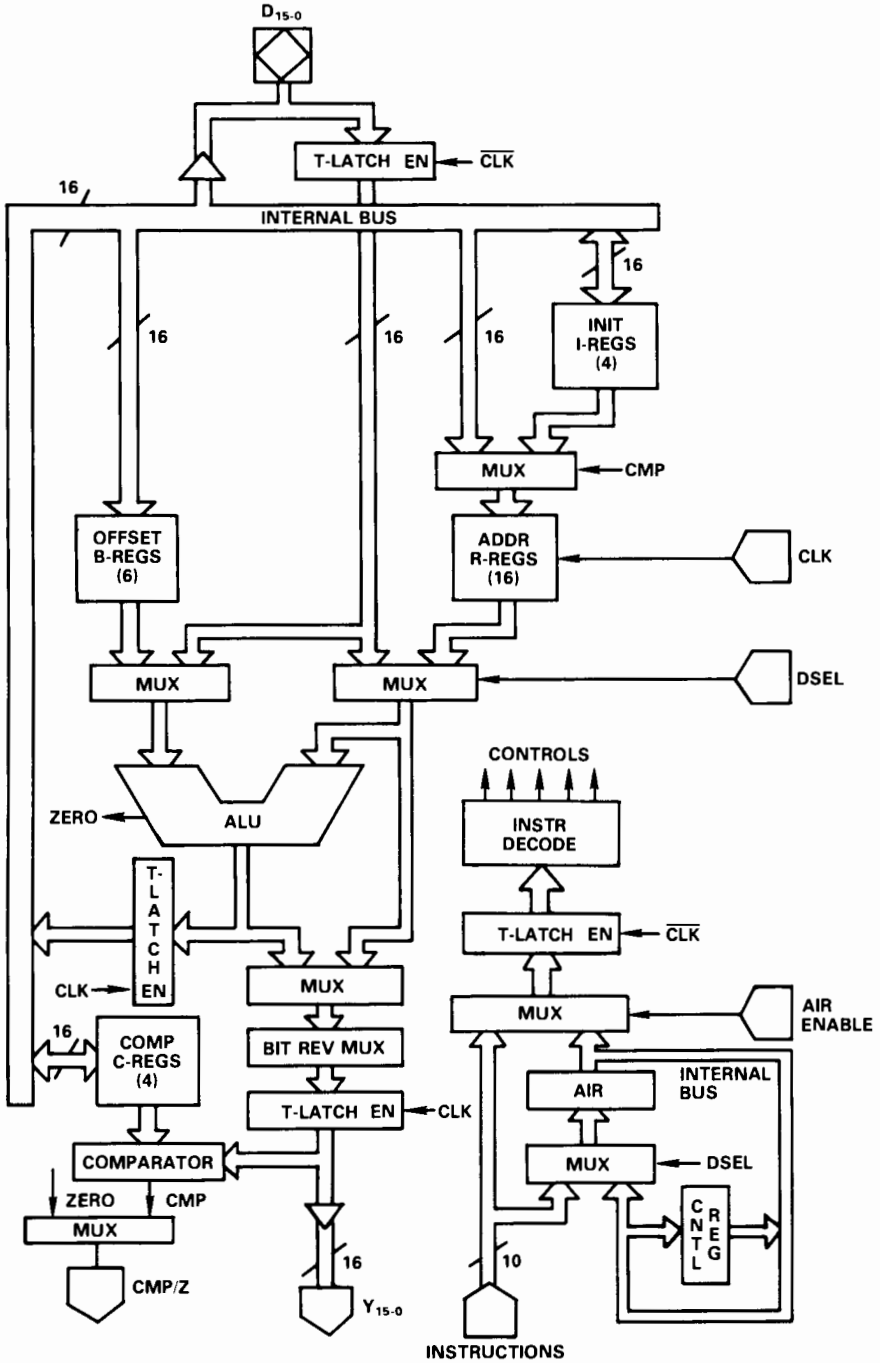 D15-0
T-LATCH EN
CLK
16
INTERNAL BUS
16
16
16
16
INIT
I-REGS
(4)
MUX
CMP
OFFSET
B-REGS
(6)
ADDR
R-REGS
(16)
CLK
MUX
MUX
DSEL
CONTROLS
ZERO
ALU
INSTR
DECODE
T-
L
A
T
C
H
EN
CLK
T-LATCH EN
CLK
MUX
MUX
AIR
ENABLE
16
COMP
C-REGS
(4)
BIT REV MUX
INTERNAL
BUS
AIR
T-LATCH EN
CLK
COMPARATOR
MUX
DSEL
ZERO
CMP
MUX
CNTL
REG
16
10
CMP/Z
Y15-0
INSTRUCTIONS